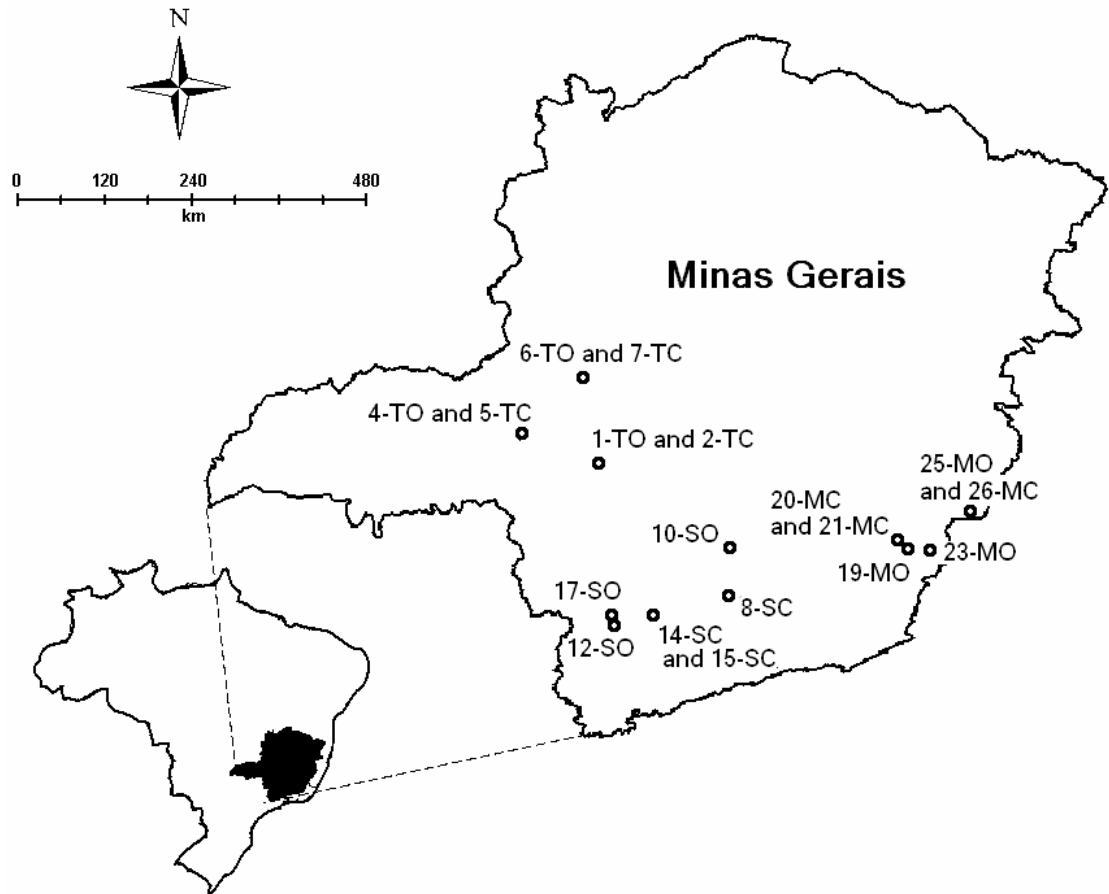 N
0 120 240 480
km
Minas Gerais
6-TO and 7-TC
4-TO and 5-TC
1-TO and 2-TC
25-MO
and 26-MC
20-MC
and 21-MC
10-SO
19-MO
23-MO
17-SO
8-SC
12-SO
14-SC
and 15-SC